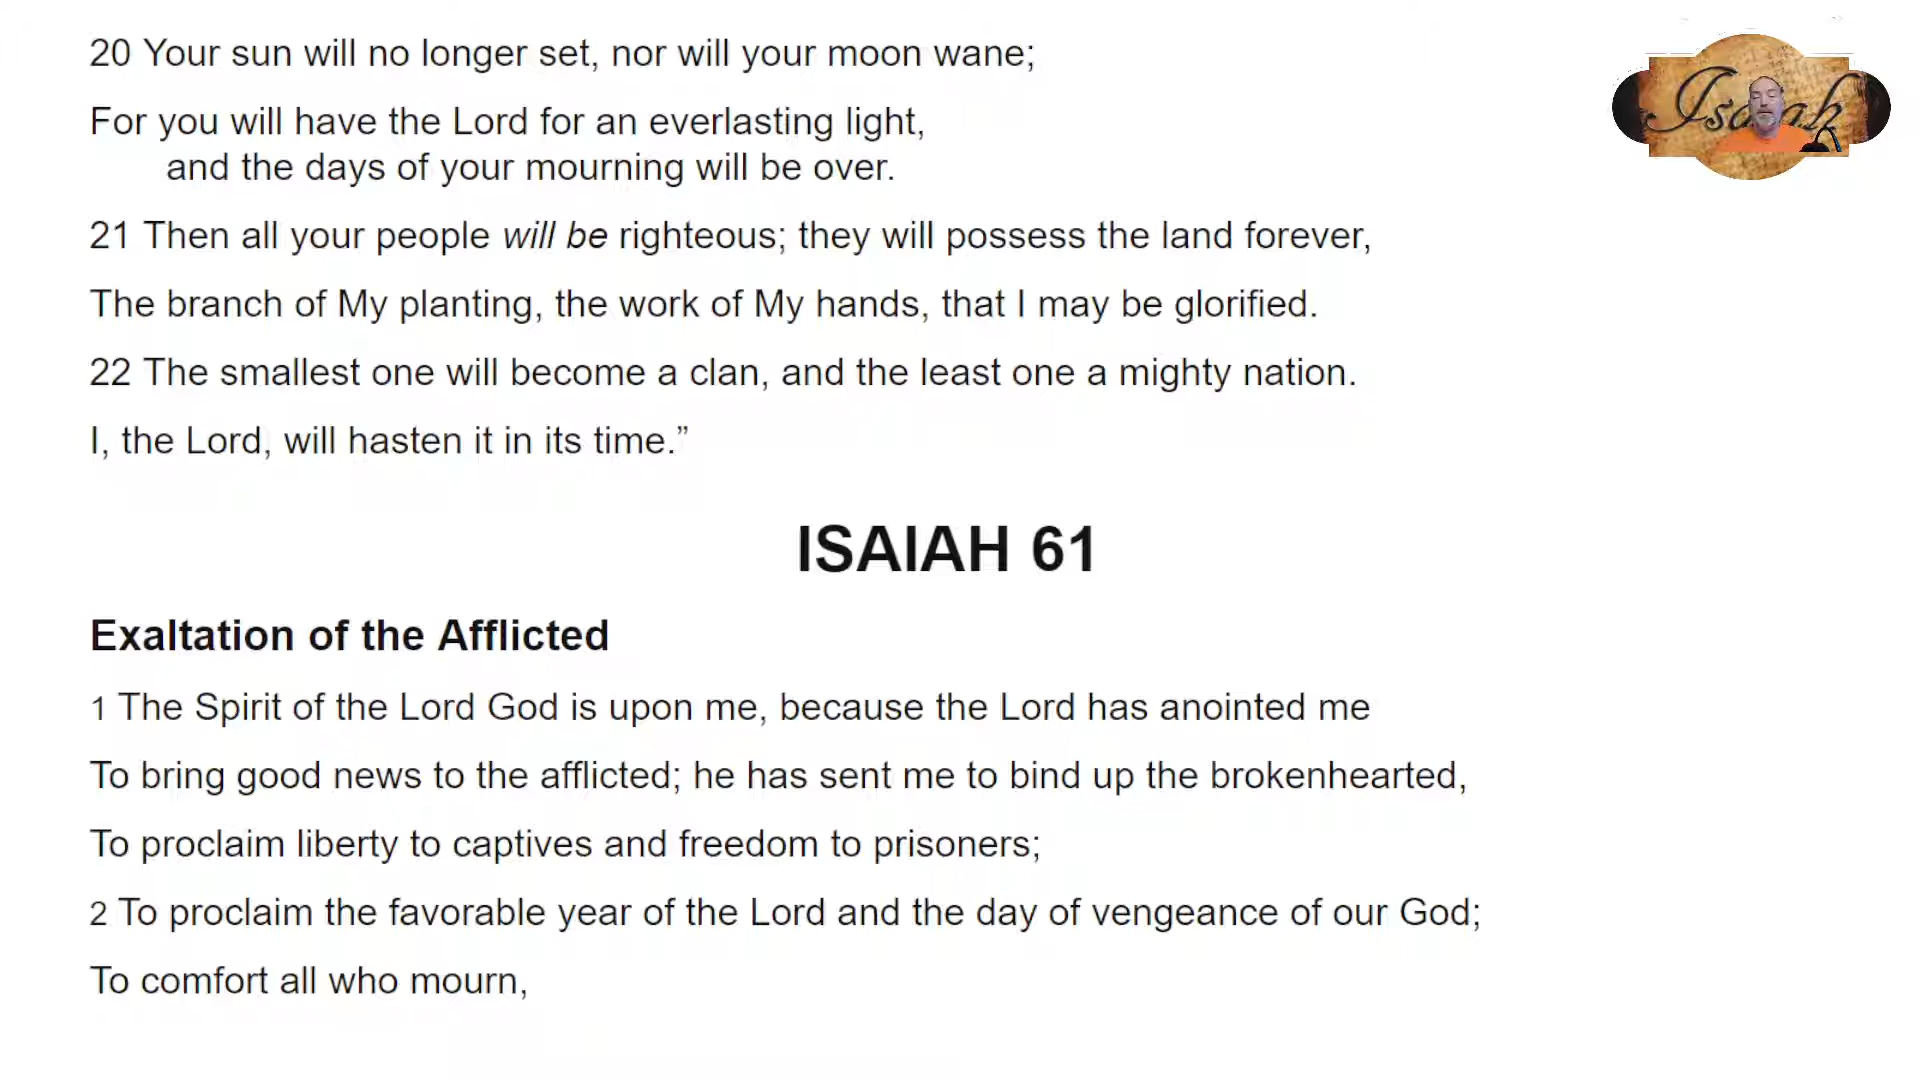 20 Your sun will no longer set, nor will your moon wane;
For you will have the Lord for an everlasting light,
and the days of your mourning will be over.
21 Then all your people will be righteous; they will possess the land forever,
The branch of My planting, the work of My hands, that I may be glorified.
22 The smallest one will become a clan, and the least one a mighty nation.
I, the Lord, will hasten it in its time.”
ISAIAH 61
Exaltation of the Afflicted
1 The Spirit of the Lord God is upon me, because the Lord has anointed me
To bring good news to the afflicted; he has sent me to bind up the brokenhearted,
To proclaim liberty to captives and freedom to prisoners;
2 To proclaim the favorable year of the Lord and the day of vengeance of our God;
To comfort all who mourn,
Isaiah